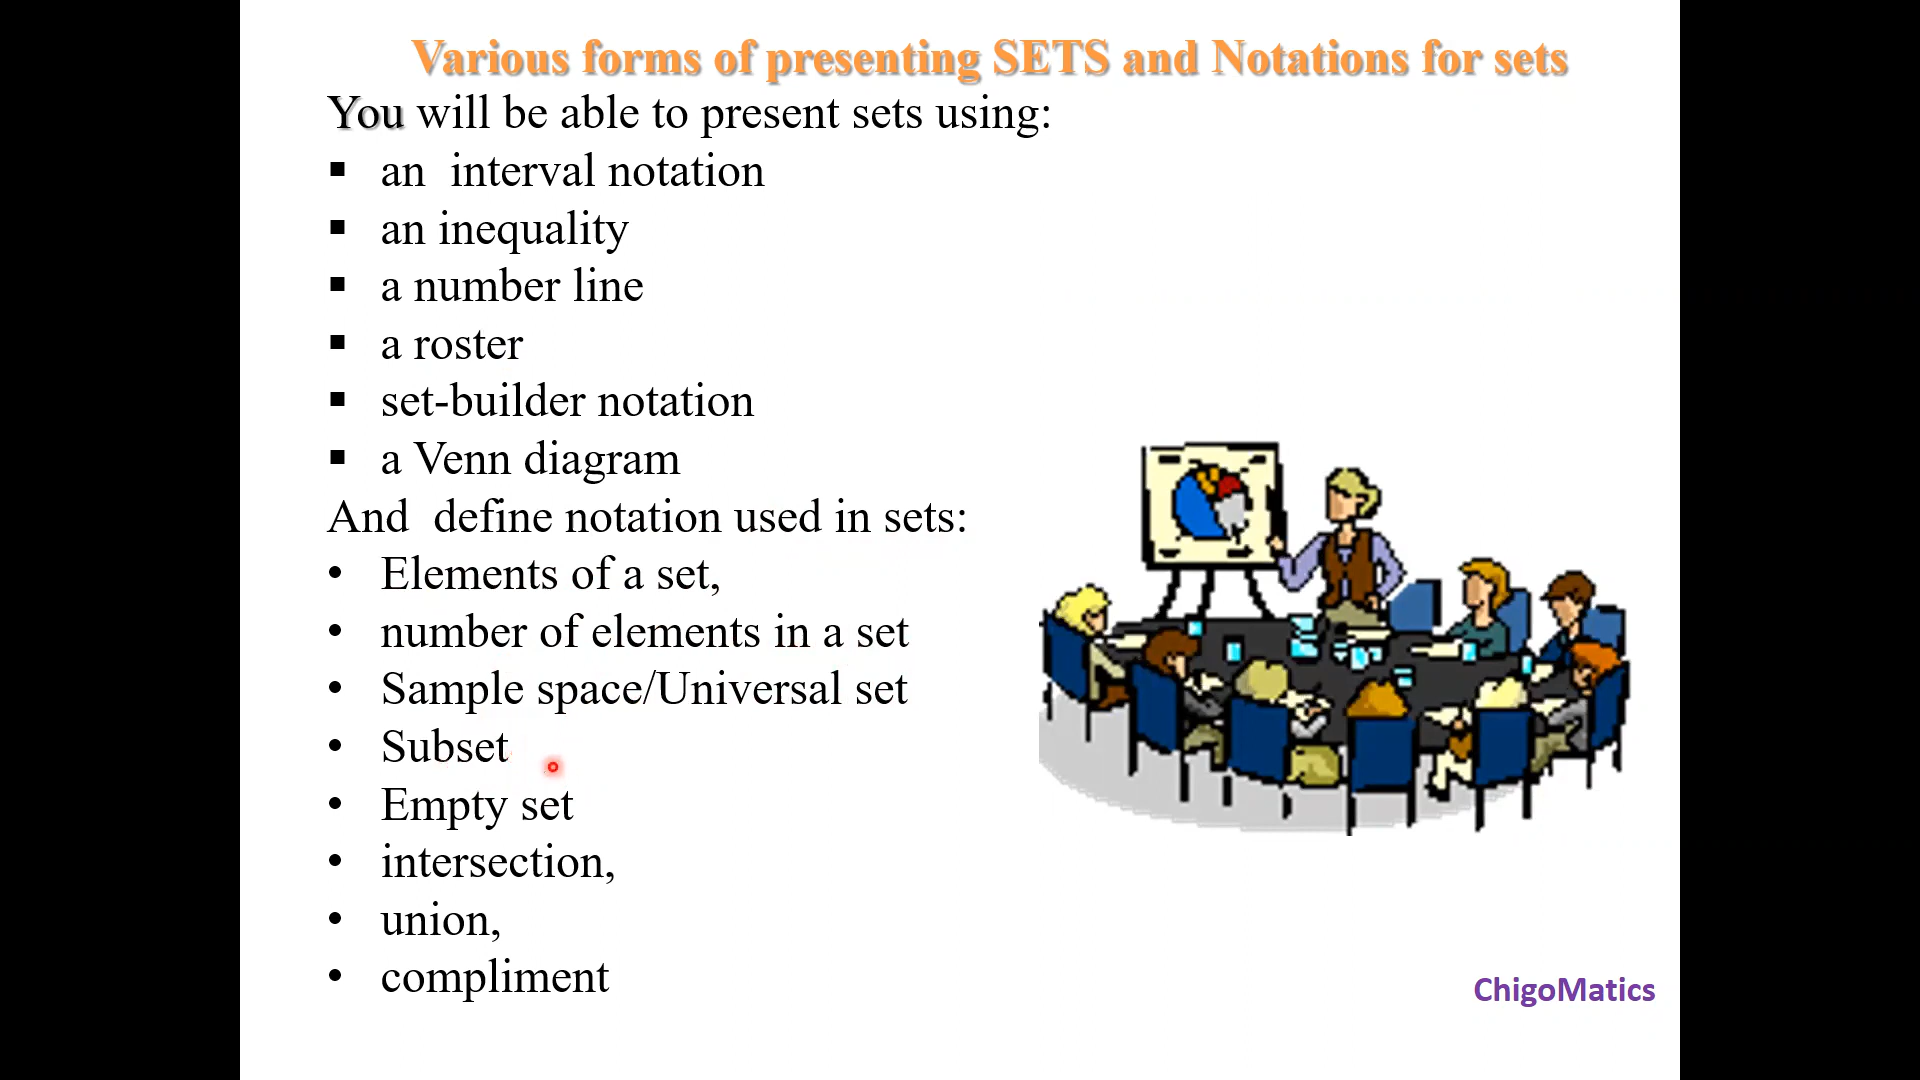 Various forms of presenting SETS and Notations for sets
You will be able to present sets using:
▪ an interval notation
▪ an inequality
▪ a number line
▪ a roster
▪ set-builder notation
▪ a Venn diagram
And define notation used in sets:
• Elements of a set,
• number of elements in a set
• Sample space/Universal set
• Subset
• Empty set
• intersection,
• union,
• compliment
ChigoMatics